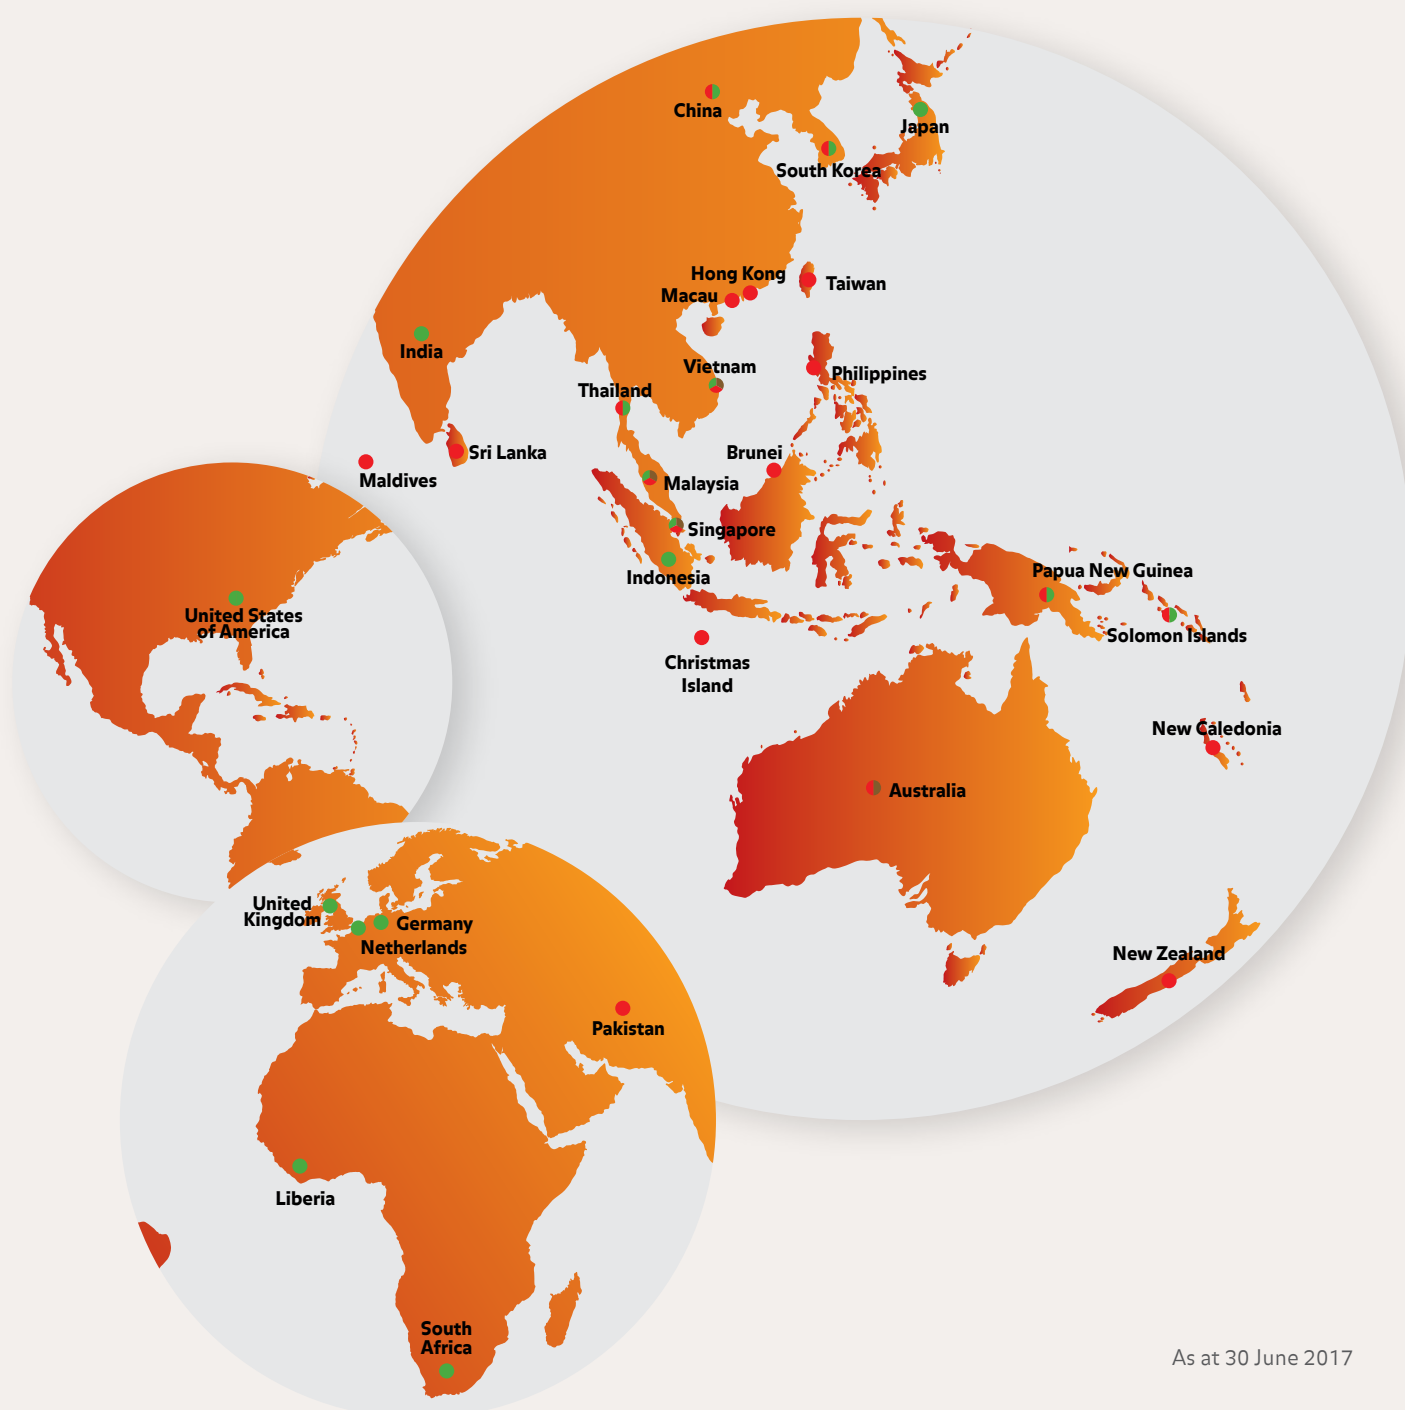 China
Japan
South Korea
Hong Kong
Taiwan
Macau
India
Vietnam
Philippines
Thailand
Sri Lanka
Brunei
Maldives
Malaysia
Singapore
Indonesia
Papua New Guinea
Solomon Islands
Christmas
Island
New Caledonia
Australia
New Zealand
United States
of America
United
Kingdom
Germany
Netherlands
Pakistan
Liberia
South
Africa
As at 30 June 2017